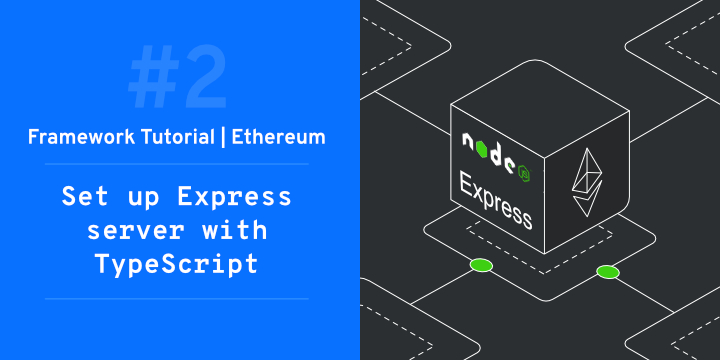 #2
Framework Tutorial | Ethereum
Set up Express
server with
TypeScript
node
Express